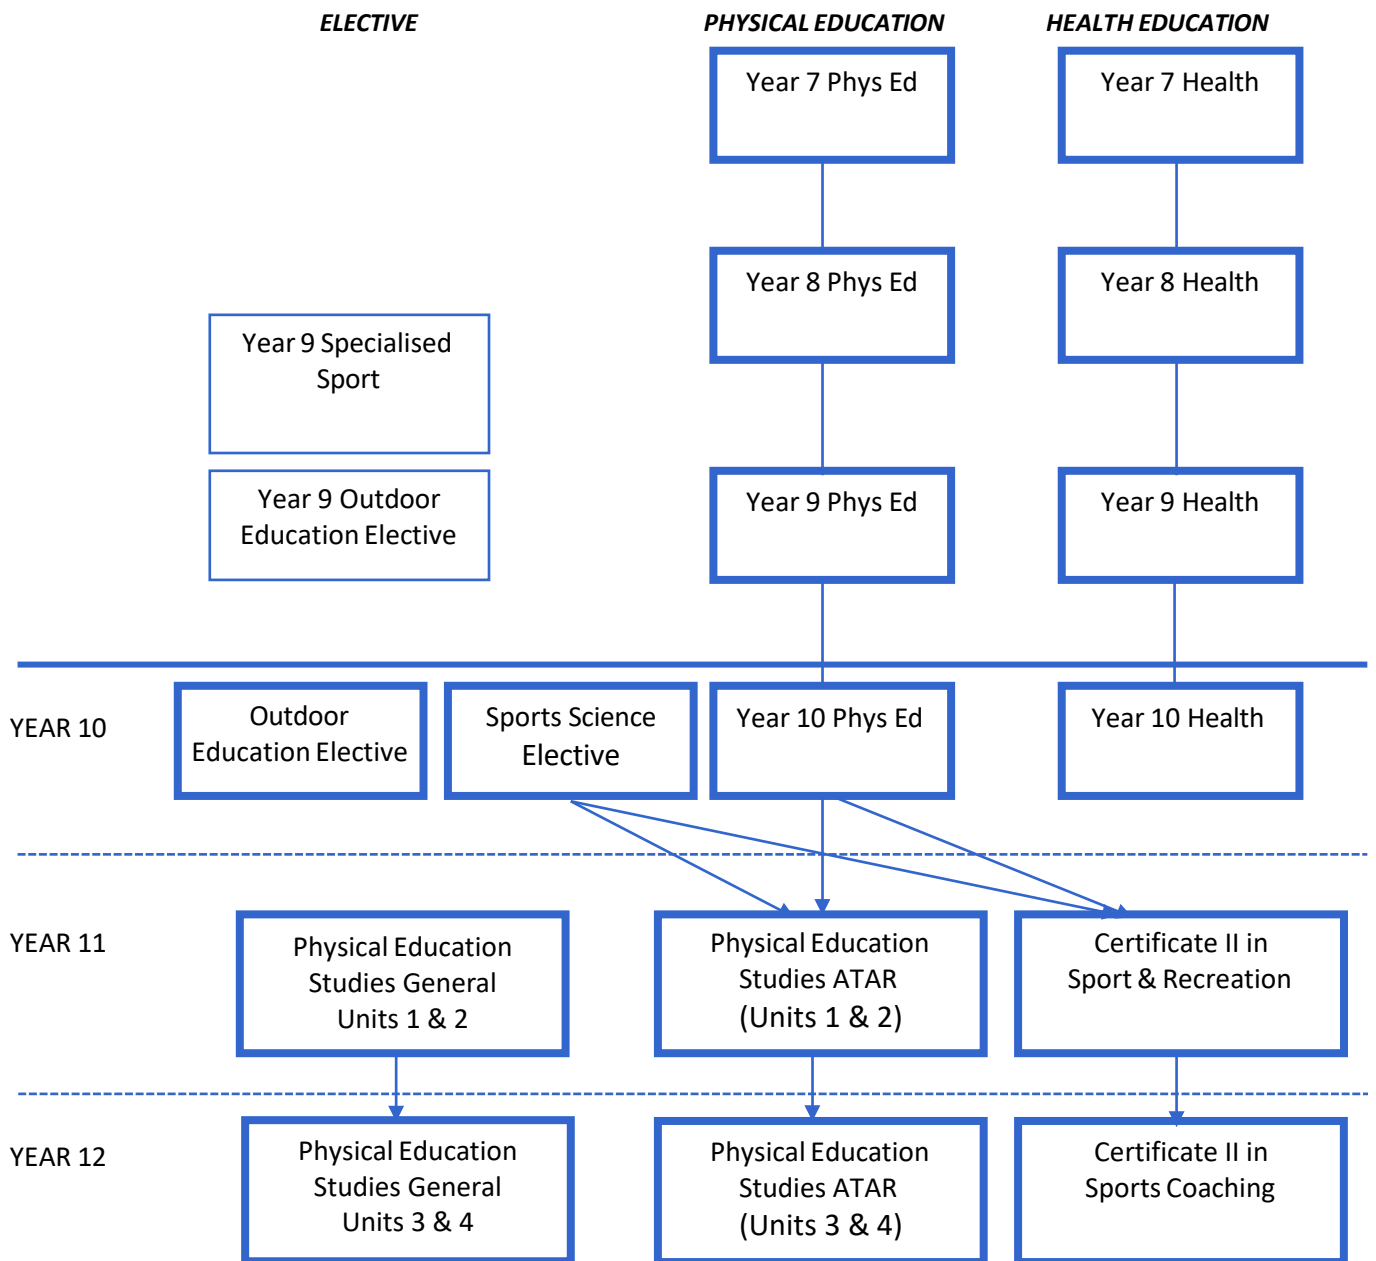 ELECTIVE
PHYSICAL EDUCATION
HEALTH EDUCATION
Year 7 Phys Ed
Year 7 Health
Year 8 Phys Ed
Year 8 Health
Year 9 Specialised
Sport
Year 9 Outdoor
Education Elective
Year 9 Phys Ed
Year 9 Health
YEAR 10
Outdoor
Education Elective
Sports Science
Elective
Year 10 Phys Ed
Year 10 Health
YEAR 11
Physical Education
Studies General
Units 1 & 2
Physical Education
Studies ATAR
(Units 1 & 2)
Certificate II in
Sport & Recreation
YEAR 12
Physical Education
Studies General
Units 3 & 4
Physical Education
Studies ATAR
(Units 3 & 4)
Certificate II in
Sports Coaching